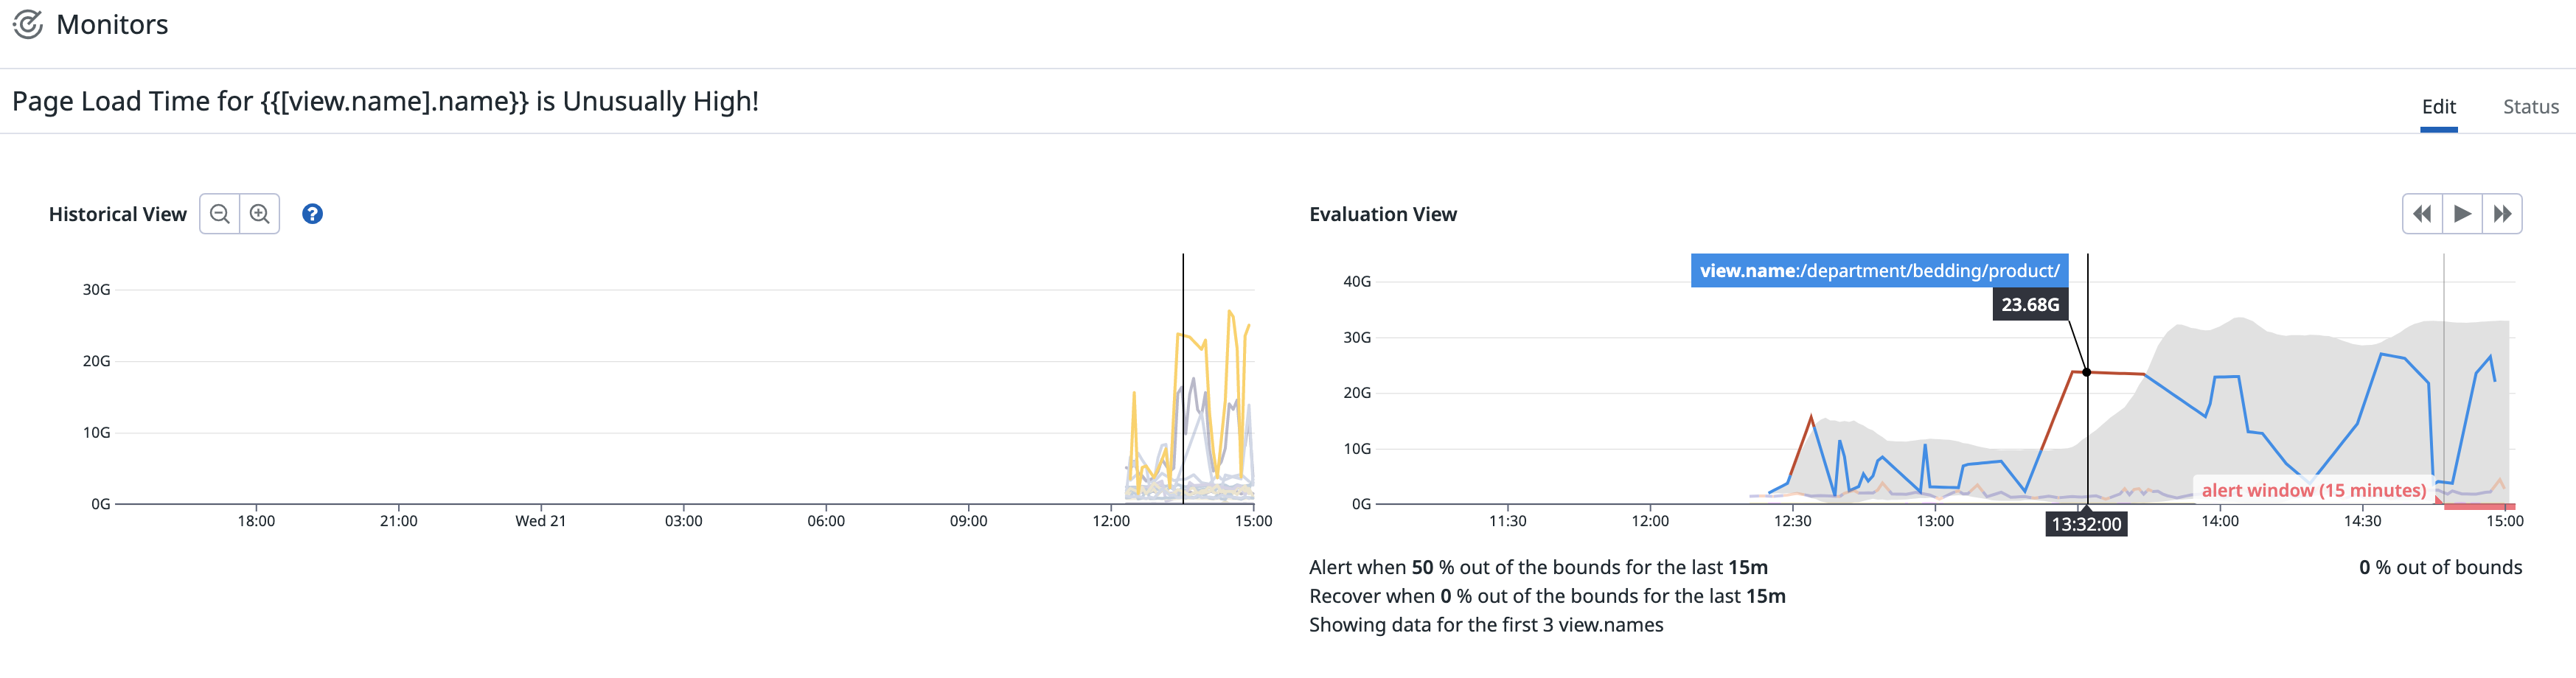 Monitors
Page Load Time for {{[view.name].name}} is Unusually High!
Edit Status
Historical View
?
30G
20G
10G
0G
18:00 21:00 Wed 21 03:00 06:00 09:00 12:00 15:00
Evaluation View
view.name:/department/bedding/product/
23.68G
40G
30G
20G
10G
0G
alert window (15 minutes)
11:30 12:00 12:30 13:00 13:32:00 14:00 14:30 15:00
Alert when 50 % out of the bounds for the last 15m
0 % out of bounds
Recover when 0 % out of the bounds for the last 15m
Showing data for the first 3 view.names